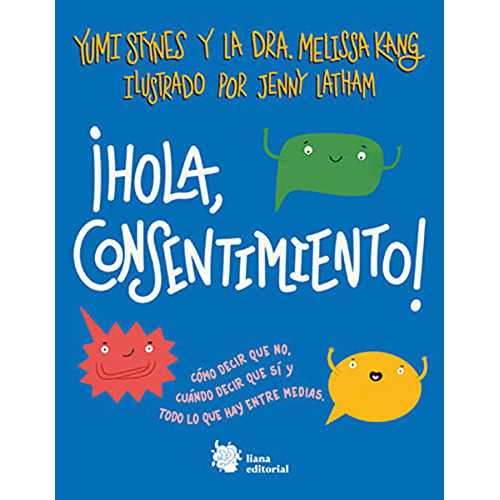 YUMI STYNES Y LA DRA. MELISSA KANG
ILUSTRADO POR JENNY LATHAM
¡HOLA,
CONSENTIMIENTO!
CÓMO DECIR QUE NO,
CUÁNDO DECIR QUE SÍ Y
TODO LO QUE HAY ENTRE MEDIAS.
liana
editorial